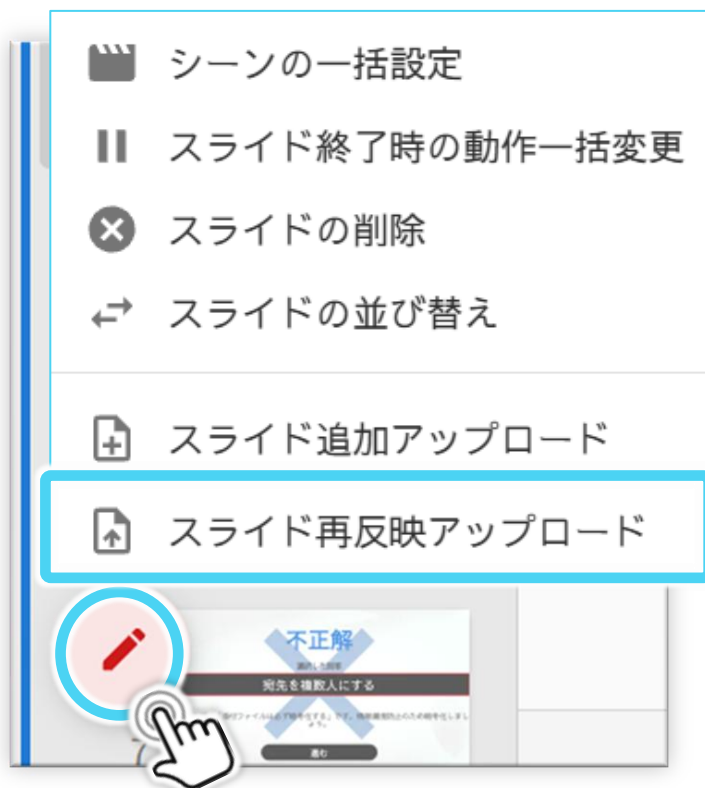 シーンの一括設定
スライド終了時の動作一括変更
スライドの削除
スライドの並び替え
スライド追加アップロード
スライド再反映アップロード
不正解
宛先を複数人にする
進む
7